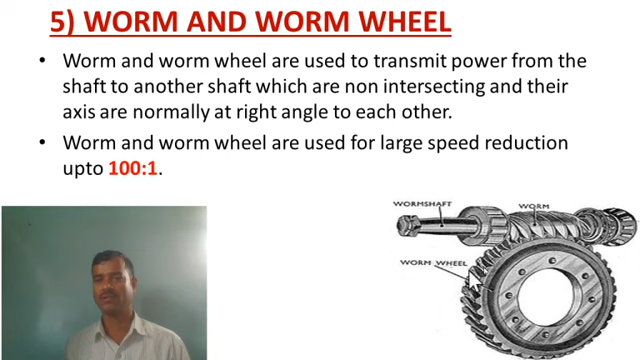 5) WORM AND WORM WHEEL
• Worm and worm wheel are used to transmit power from the
shaft to another shaft which are non intersecting and their
axis are normally at right angle to each other.
• Worm and worm wheel are used for large speed reduction
upto 100:1.
WORMSHAFT
WORM
WORM WHEEL